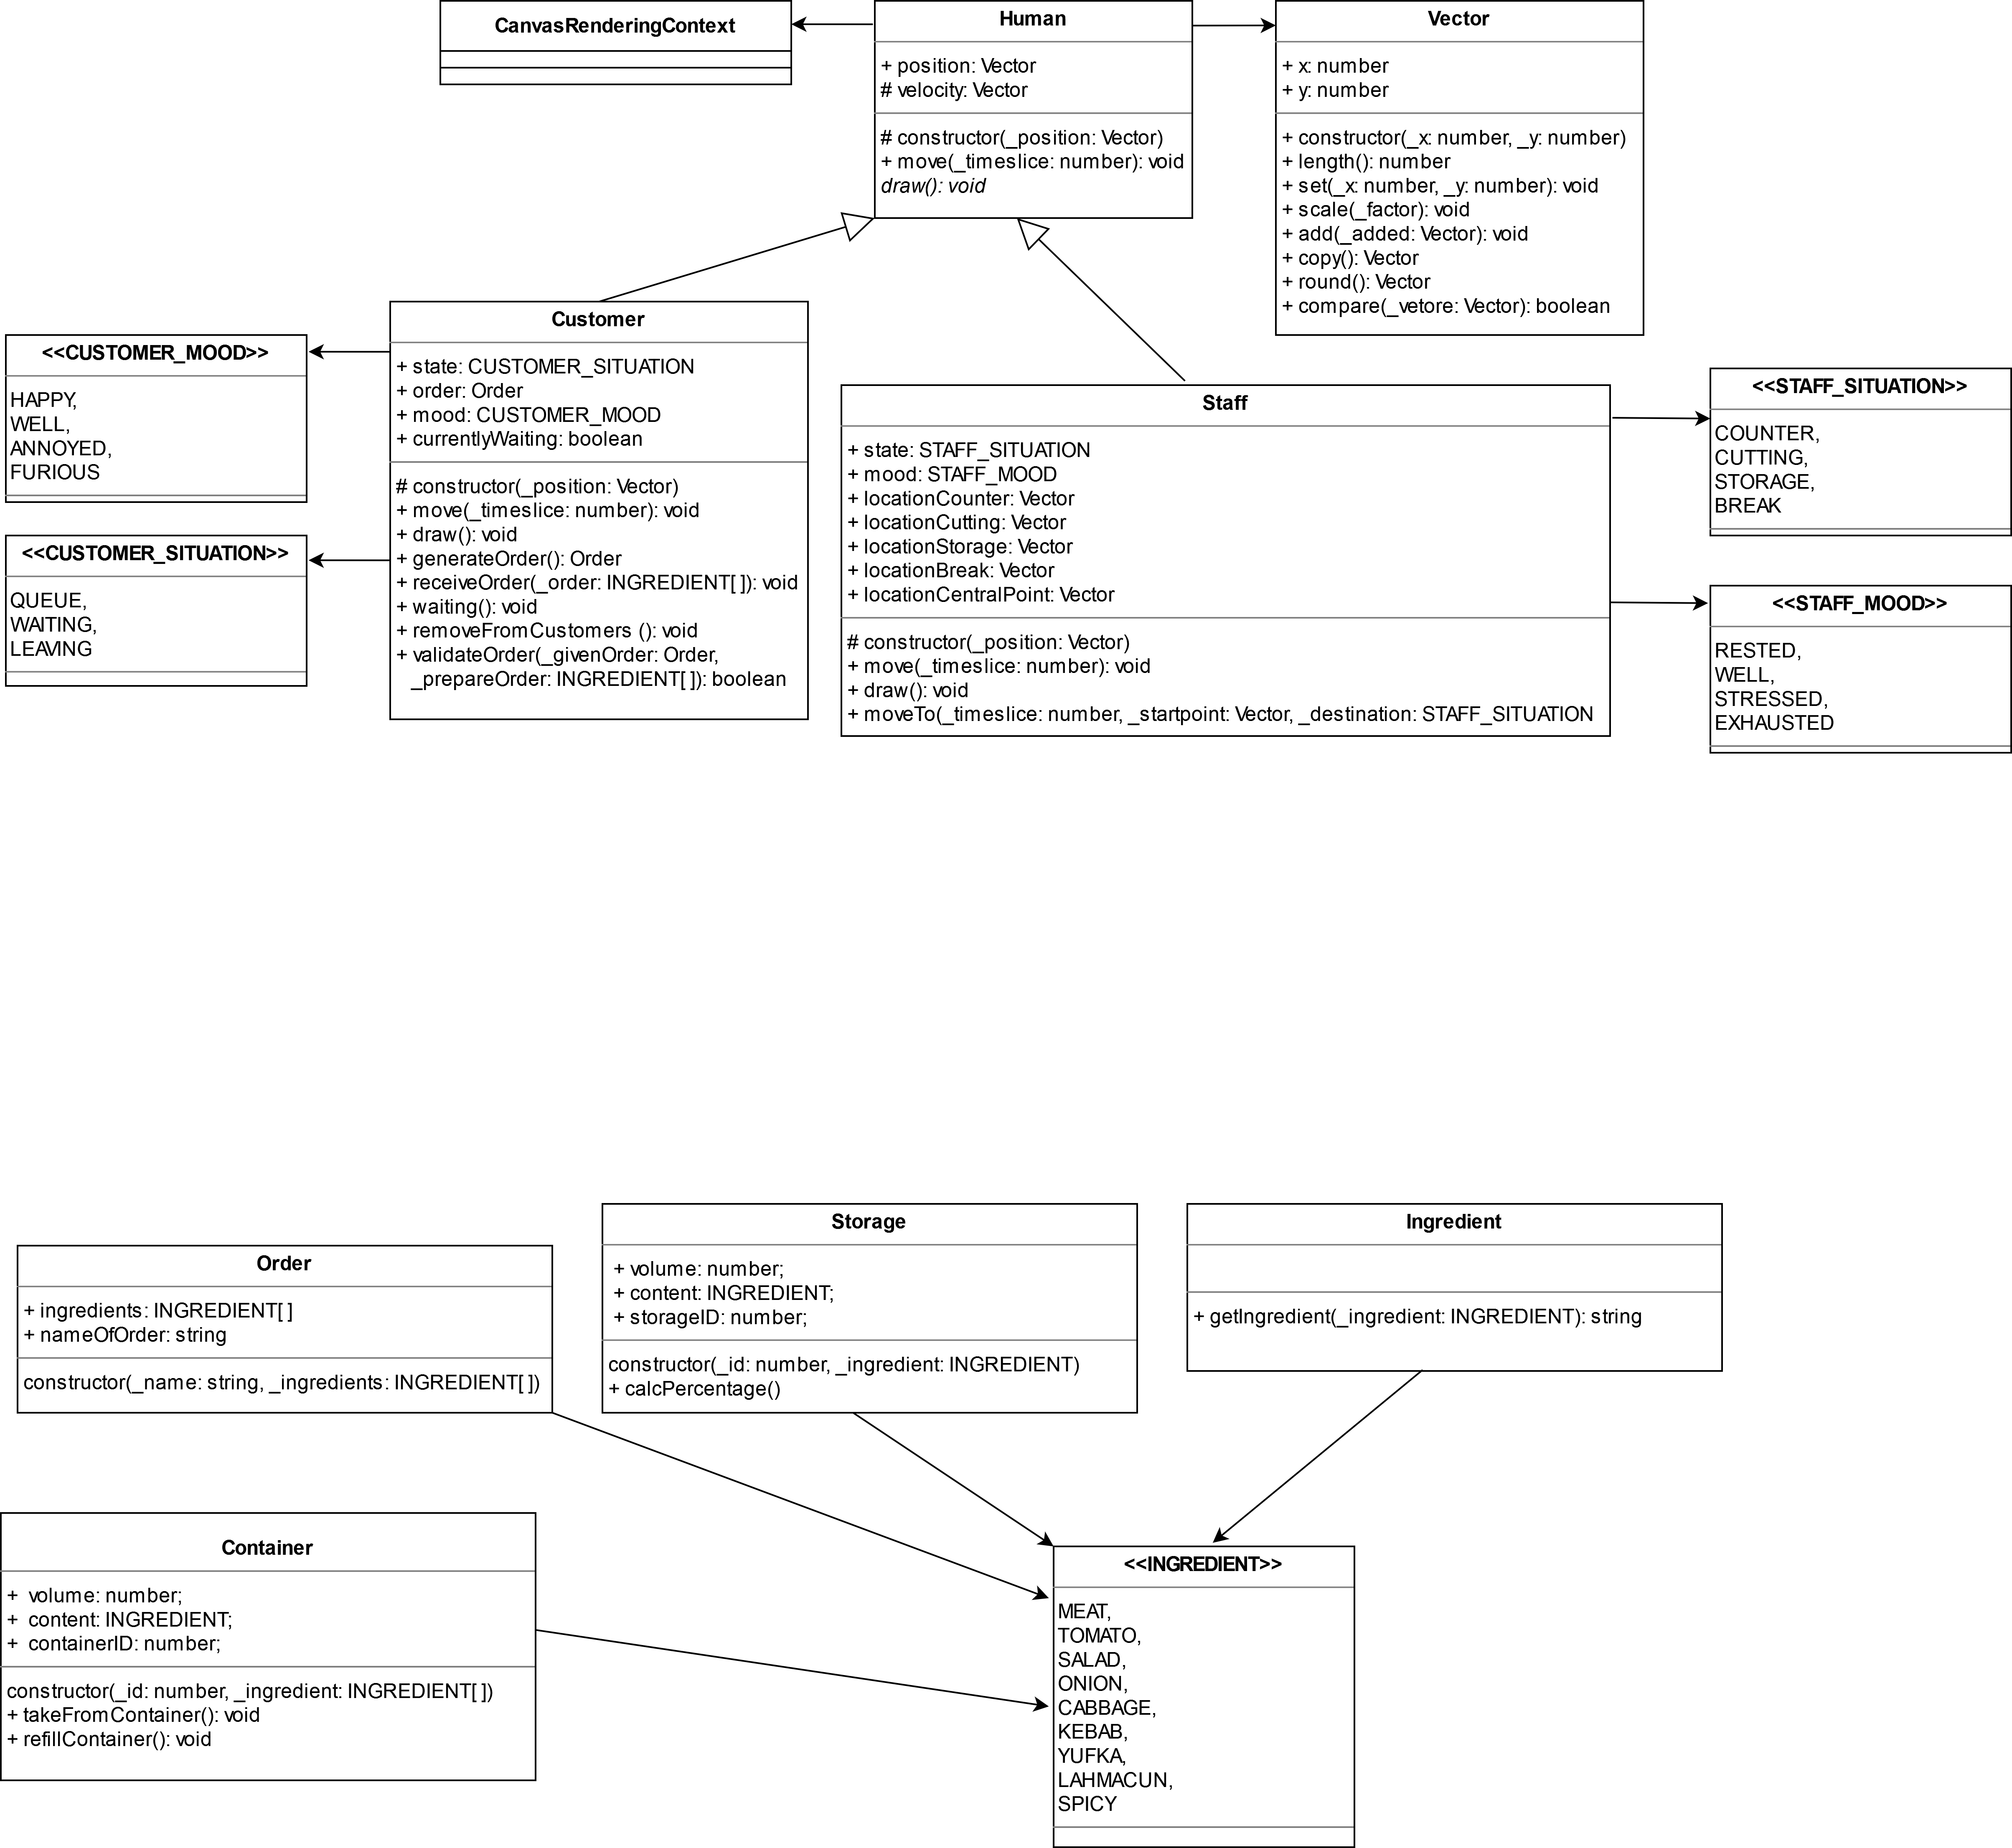 CanvasRenderingContext
Human
+ position: Vector
# velocity: Vector
# constructor(_position: Vector)
+ move(_timeslice: number): void
draw(): void
Vector
+ x: number
+ y: number
+ constructor(_x: number, _y: number)
+ length(): number
+ set(_x: number, _y: number): void
+ scale(_factor): void
+ add(_added: Vector): void
+ copy(): Vector
+ round(): Vector
+ compare(_vetore: Vector): boolean
<<CUSTOMER_MOOD>>
HAPPY,
WELL,
ANNOYED,
FURIOUS
<<CUSTOMER_SITUATION>>
QUEUE,
WAITING,
LEAVING
Customer
+ state: CUSTOMER_SITUATION
+ order: Order
+ mood: CUSTOMER_MOOD
+ currentlyWaiting: boolean
# constructor(_position: Vector)
+ move(_timeslice: number): void
+ draw(): void
+ generateOrder(): Order
+ receiveOrder(_order: INGREDIENT[ ]): void
+ waiting(): void
+ removeFromCustomers (): void
+ validateOrder(_givenOrder: Order,
_prepareOrder: INGREDIENT[ ]): boolean
Staff
+ state: STAFF_SITUATION
+ mood: STAFF_MOOD
+ locationCounter: Vector
+ locationCutting: Vector
+ locationStorage: Vector
+ locationBreak: Vector
+ locationCentralPoint: Vector
# constructor(_position: Vector)
+ move(_timeslice: number): void
+ draw(): void
+ moveTo(_timeslice: number, _startpoint: Vector, _destination: STAFF_SITUATION
<<STAFF_SITUATION>>
COUNTER,
CUTTING,
STORAGE,
BREAK
<<STAFF_MOOD>>
RESTED,
WELL,
STRESSED,
EXHAUSTED
Order
+ ingredients: INGREDIENT[ ]
+ nameOfOrder: string
constructor(_name: string, _ingredients: INGREDIENT[ ])
Storage
+ volume: number;
+ content: INGREDIENT;
+ storageID: number;
constructor(_id: number, _ingredient: INGREDIENT)
+ calcPercentage()
Ingredient
+ getIngredient(_ingredient: INGREDIENT): string
Container
+ volume: number;
+ content: INGREDIENT;
+ containerID: number;
constructor(_id: number, _ingredient: INGREDIENT[ ])
+ takeFromContainer(): void
+ refillContainer(): void
<<INGREDIENT>>
MEAT,
TOMATO,
SALAD,
ONION,
CABBAGE,
KEBAB,
YUFKA,
LAHMACUN,
SPICY